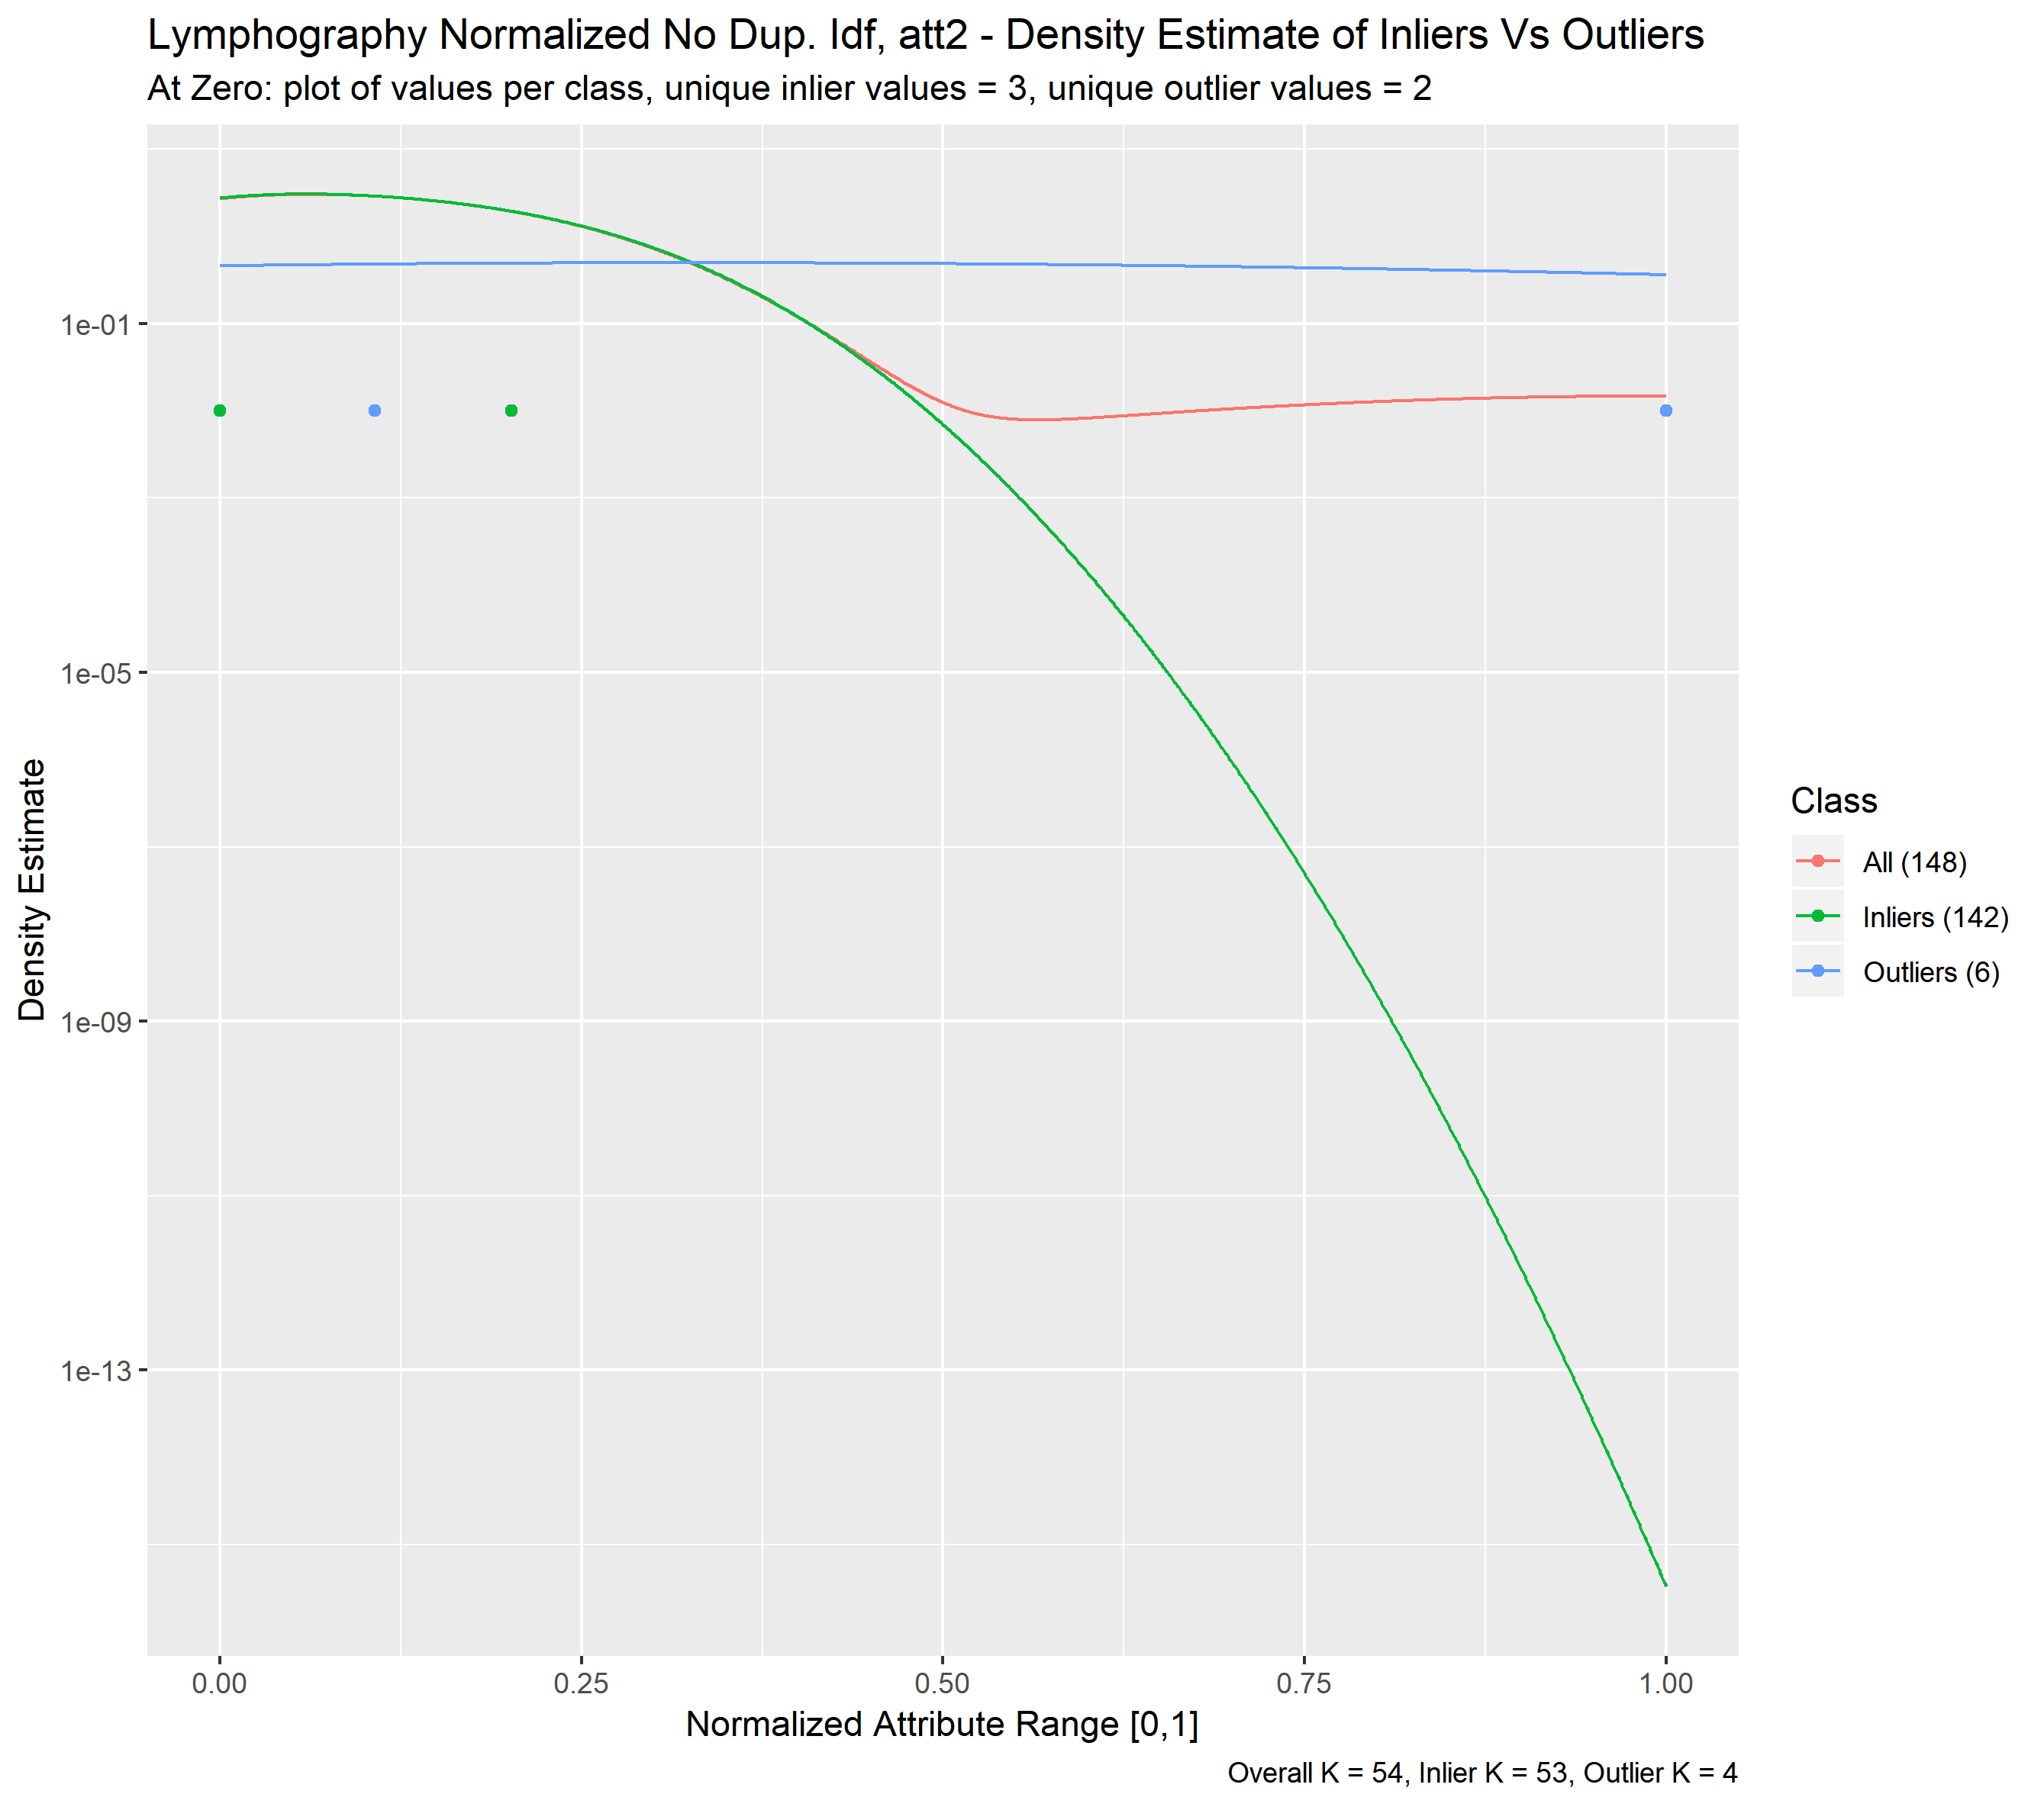 Lymphography Normalized No Dup. Idf, att2 - Density Estimate of Inliers Vs Outliers
At Zero: plot of values per class, unique inlier values = 3, unique outlier values = 2
1e-01
1e-05
1e-09
1e-13
Density Estimate
0.00 0.25 0.50 0.75 1.00
Normalized Attribute Range [0,1]
Overall K = 54, Inlier K = 53, Outlier K = 4
Class
All (148)
Inliers (142)
Outliers (6)